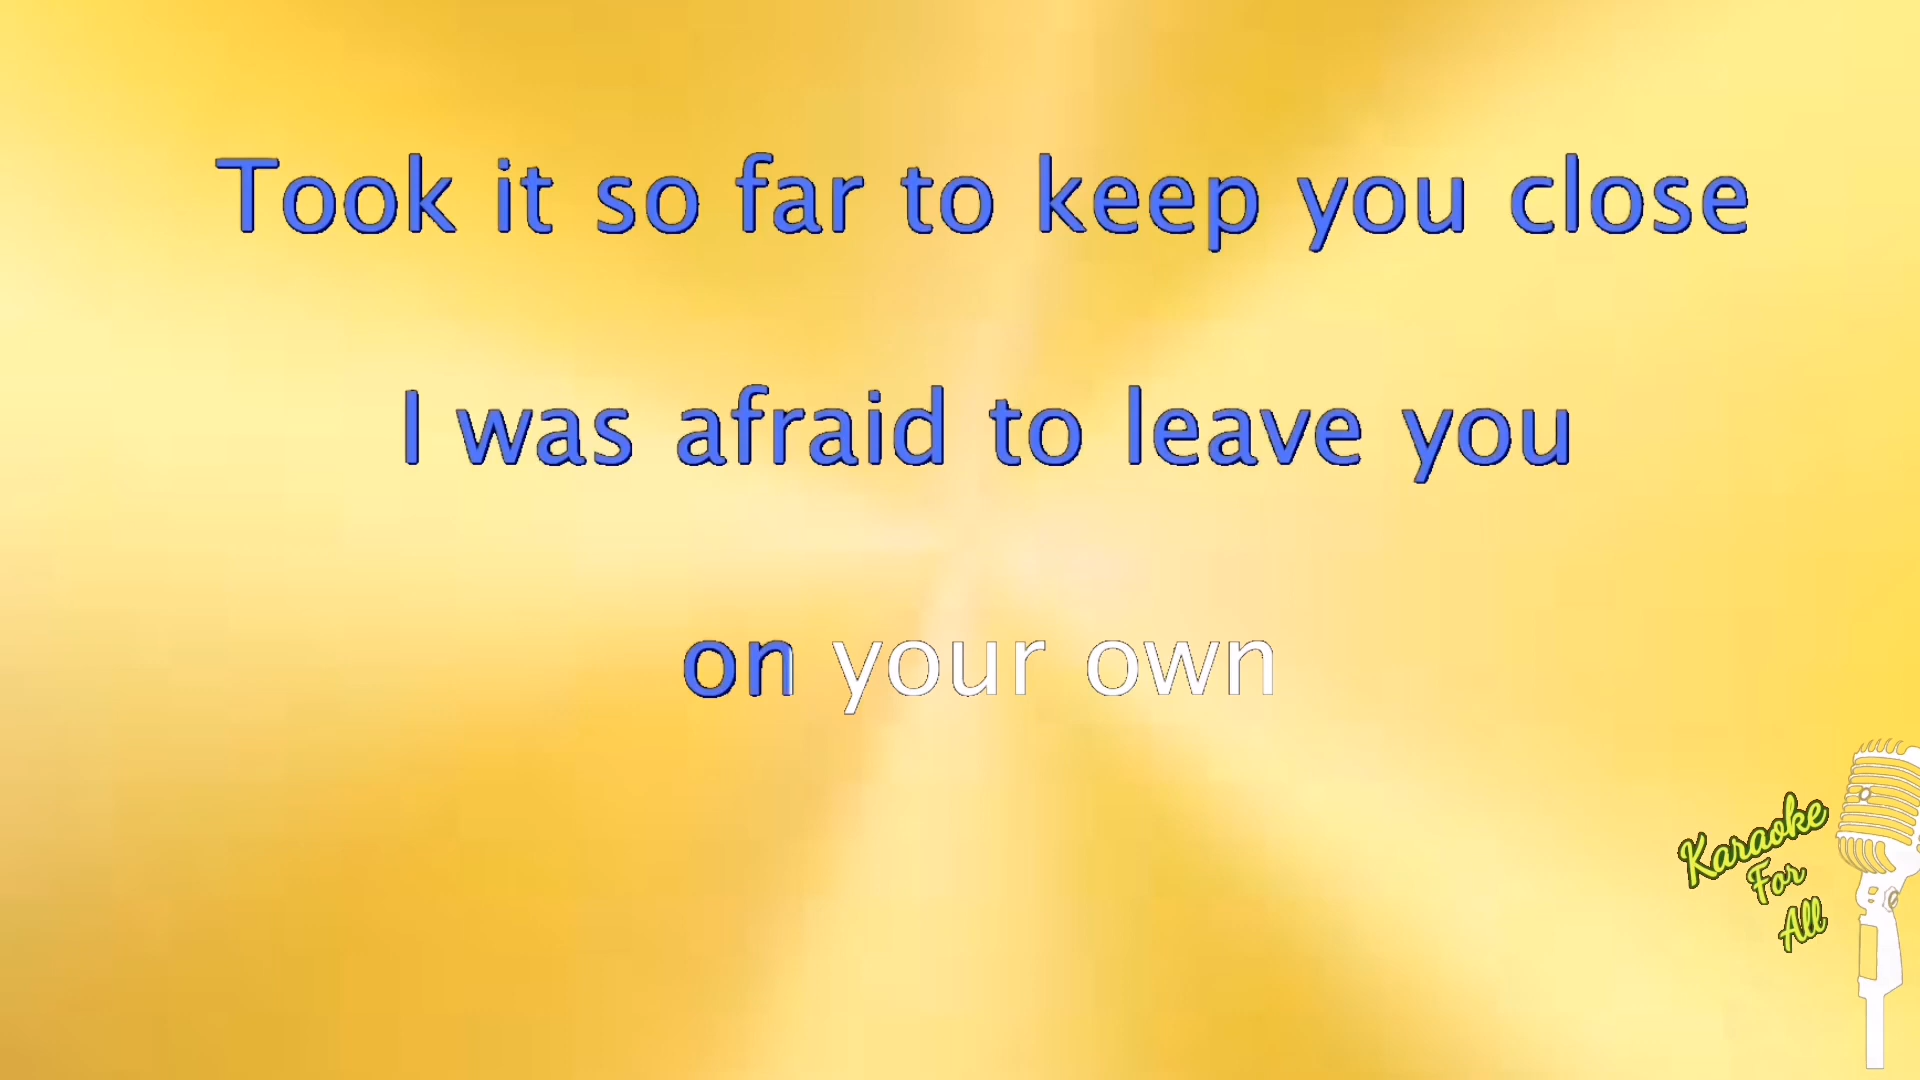 Took it so far to keep you close
I was afraid to leave you
on your own
Karaoke
For
All